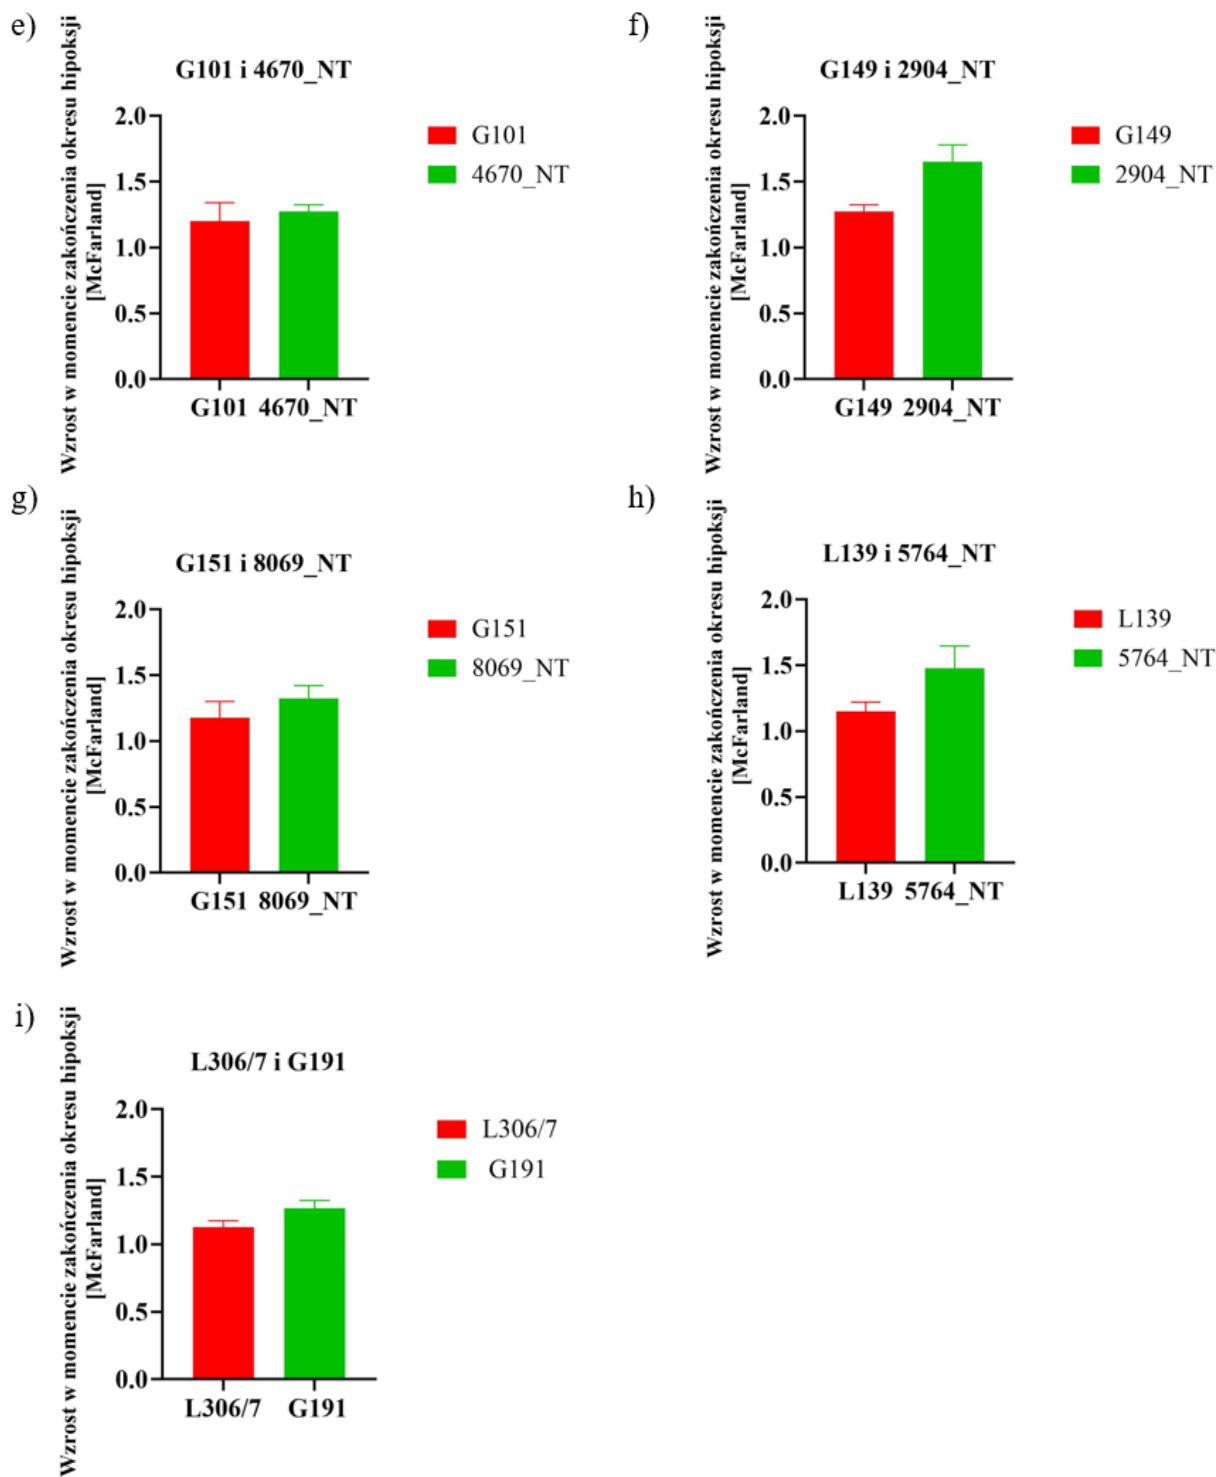 e)
G101 i 4670_NT
Wzrost w momencie zakończenia okresu hipoksji
[McFarland]
2.0
1.5
1.0
0.5
0.0
G101 4670_NT
G101
4670_NT
f)
G149 i 2904_NT
Wzrost w momencie zakończenia okresu hipoksji
[McFarland]
2.0
1.5
1.0
0.5
0.0
G149 2904_NT
G149
2904_NT
g)
G151 i 8069_NT
Wzrost w momencie zakończenia okresu hipoksji
[McFarland]
2.0
1.5
1.0
0.5
0.0
G151 8069_NT
G151
8069_NT
h)
L139 i 5764_NT
Wzrost w momencie zakończenia okresu hipoksji
[McFarland]
2.0
1.5
1.0
0.5
0.0
L139 5764_NT
L139
5764_NT
i)
L306/7 i G191
Wzrost w momencie zakończenia okresu hipoksji
[McFarland]
2.0
1.5
1.0
0.5
0.0
L306/7 G191
L306/7
G191